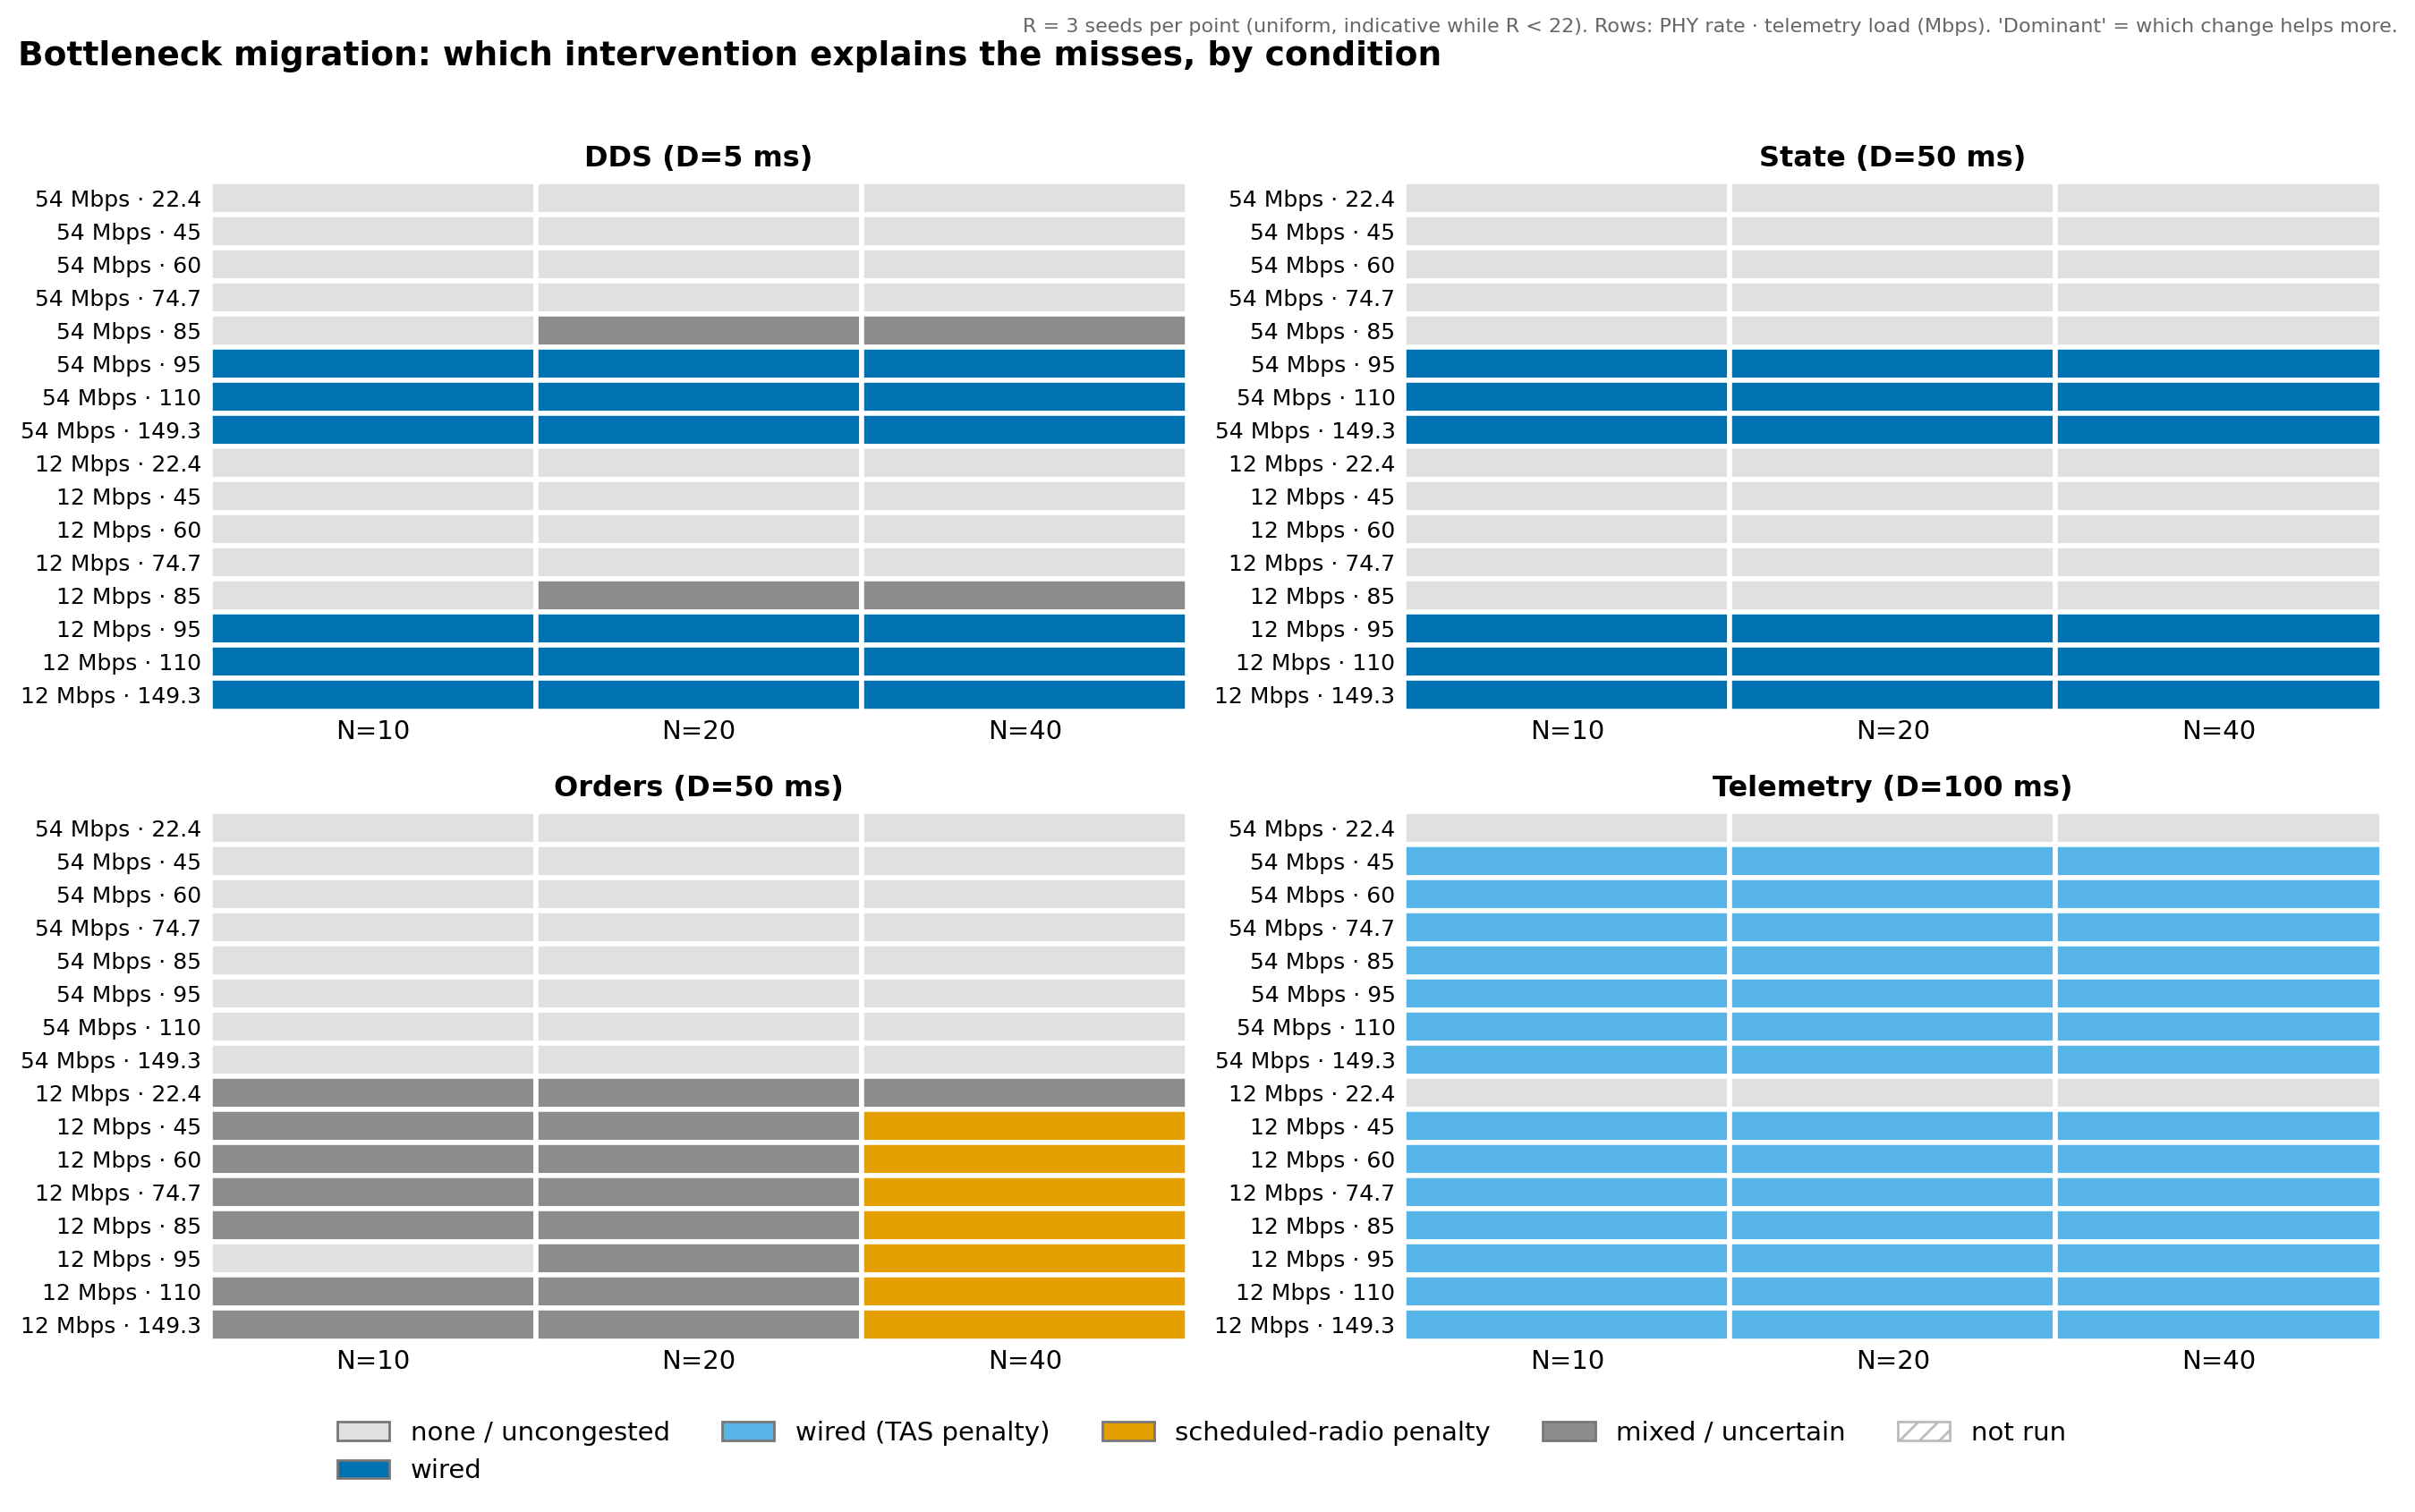 R = 3 seeds per point (uniform, indicative while R < 22). Rows: PHY rate · telemetry load (Mbps). 'Dominant' = which change helps more.
Bottleneck migration: which intervention explains the misses, by condition
DDS (D=5 ms)
54 Mbps · 22.4
54 Mbps · 45
54 Mbps · 60
54 Mbps · 74.7
54 Mbps · 85
54 Mbps · 95
54 Mbps · 110
54 Mbps · 149.3
12 Mbps · 22.4
12 Mbps · 45
12 Mbps · 60
12 Mbps · 74.7
12 Mbps · 85
12 Mbps · 95
12 Mbps · 110
12 Mbps · 149.3
N=10 N=20 N=40
State (D=50 ms)
54 Mbps · 22.4
54 Mbps · 45
54 Mbps · 60
54 Mbps · 74.7
54 Mbps · 85
54 Mbps · 95
54 Mbps · 110
54 Mbps · 149.3
12 Mbps · 22.4
12 Mbps · 45
12 Mbps · 60
12 Mbps · 74.7
12 Mbps · 85
12 Mbps · 95
12 Mbps · 110
12 Mbps · 149.3
N=10 N=20 N=40
Orders (D=50 ms)
54 Mbps · 22.4
54 Mbps · 45
54 Mbps · 60
54 Mbps · 74.7
54 Mbps · 85
54 Mbps · 95
54 Mbps · 110
54 Mbps · 149.3
12 Mbps · 22.4
12 Mbps · 45
12 Mbps · 60
12 Mbps · 74.7
12 Mbps · 85
12 Mbps · 95
12 Mbps · 110
12 Mbps · 149.3
N=10 N=20 N=40
Telemetry (D=100 ms)
54 Mbps · 22.4
54 Mbps · 45
54 Mbps · 60
54 Mbps · 74.7
54 Mbps · 85
54 Mbps · 95
54 Mbps · 110
54 Mbps · 149.3
12 Mbps · 22.4
12 Mbps · 45
12 Mbps · 60
12 Mbps · 74.7
12 Mbps · 85
12 Mbps · 95
12 Mbps · 110
12 Mbps · 149.3
N=10 N=20 N=40
none / uncongested wired (TAS penalty) scheduled-radio penalty mixed / uncertain not run
wired